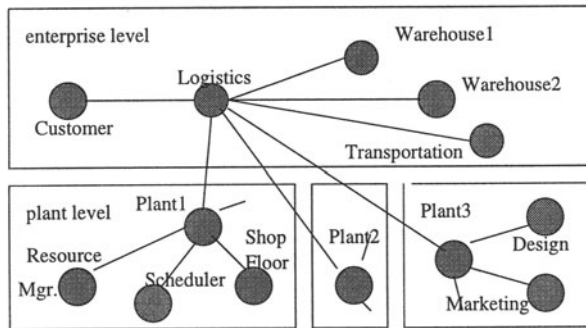 enterprise level
Warehouse1
Logistics
Warehouse2
Customer
Transportation
plant level
Plant1
Plant2
Plant3
Resource
Mgr.
Scheduler
Shop
Floor
Design
Marketing